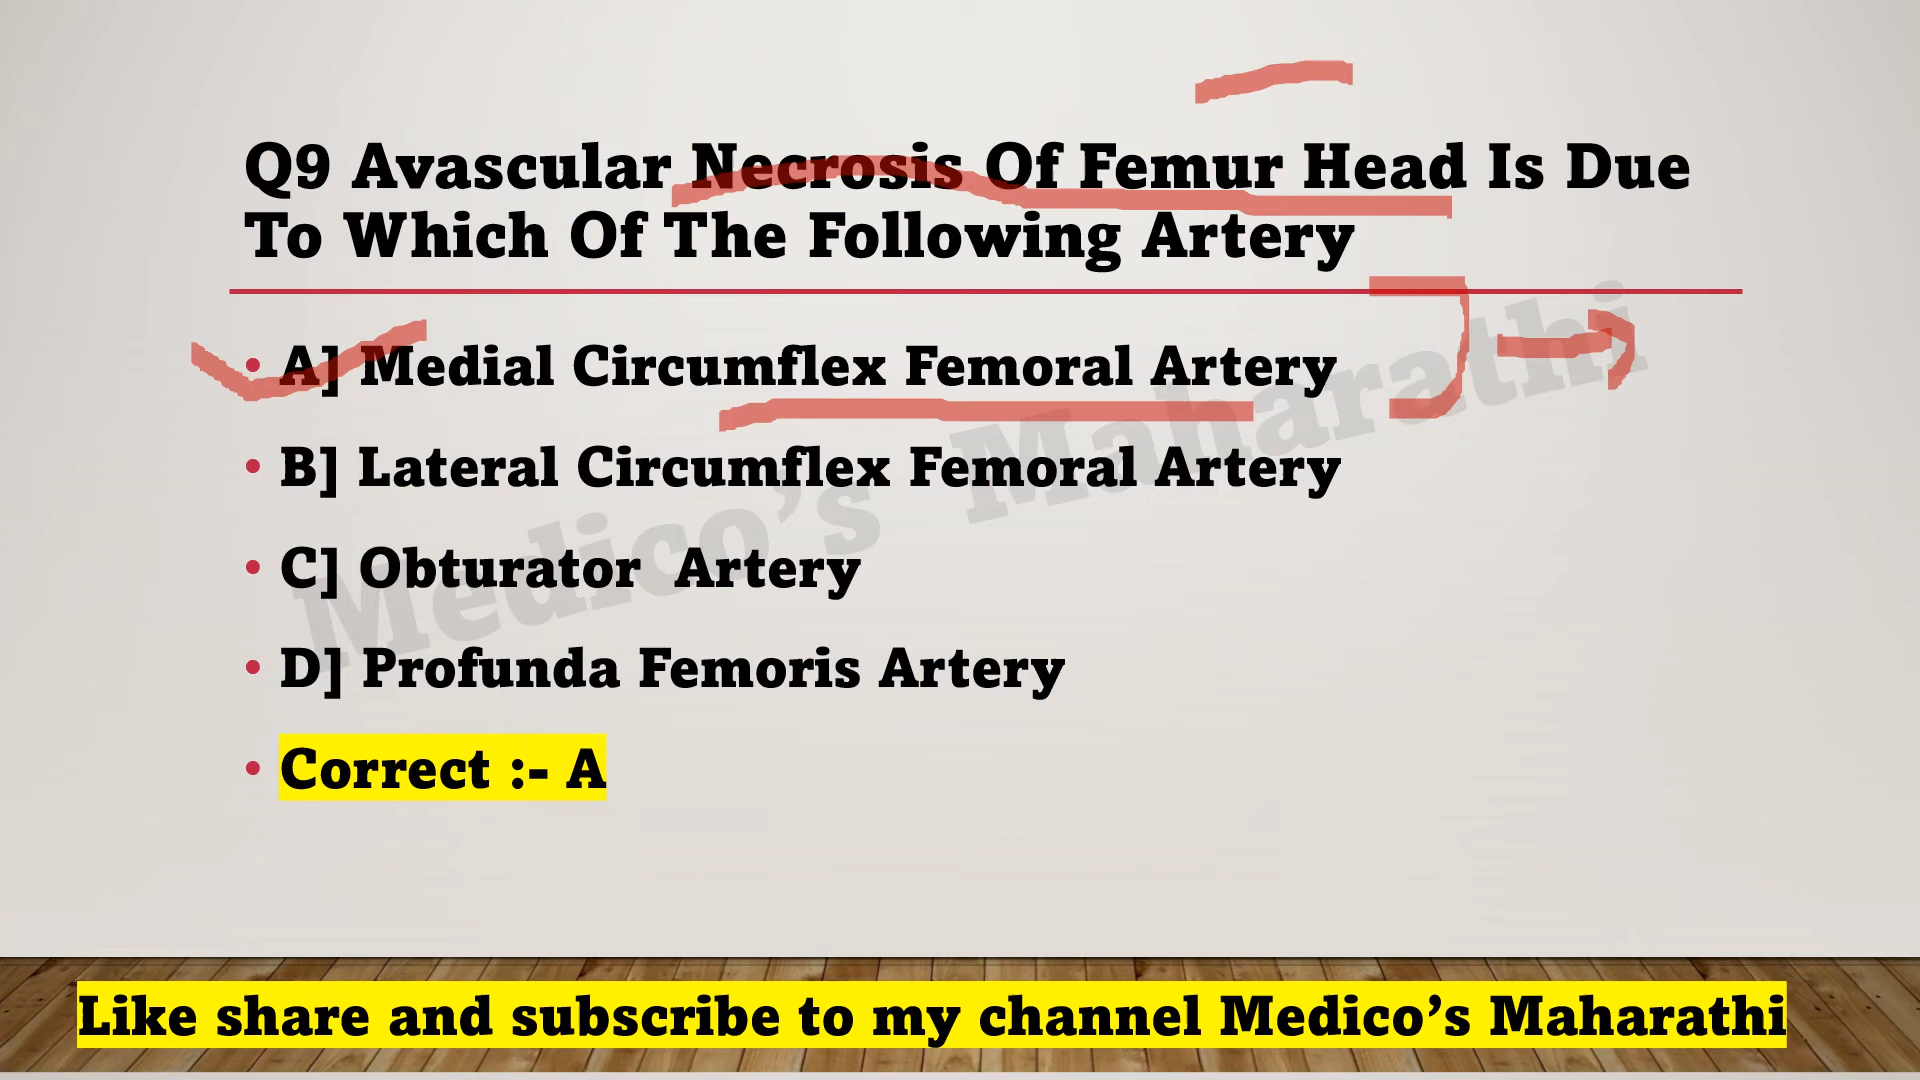 Q9 Avascular Necrosis Of Femur Head Is Due
To Which Of The Following Artery
• A] Medial Circumflex Femoral Artery
• B] Lateral Circumflex Femoral Artery
• C] Obturator  Artery
• D] Profunda Femoris Artery
• Correct :- A
Medico’s Maharathi
Like share and subscribe to my channel Medico’s Maharathi